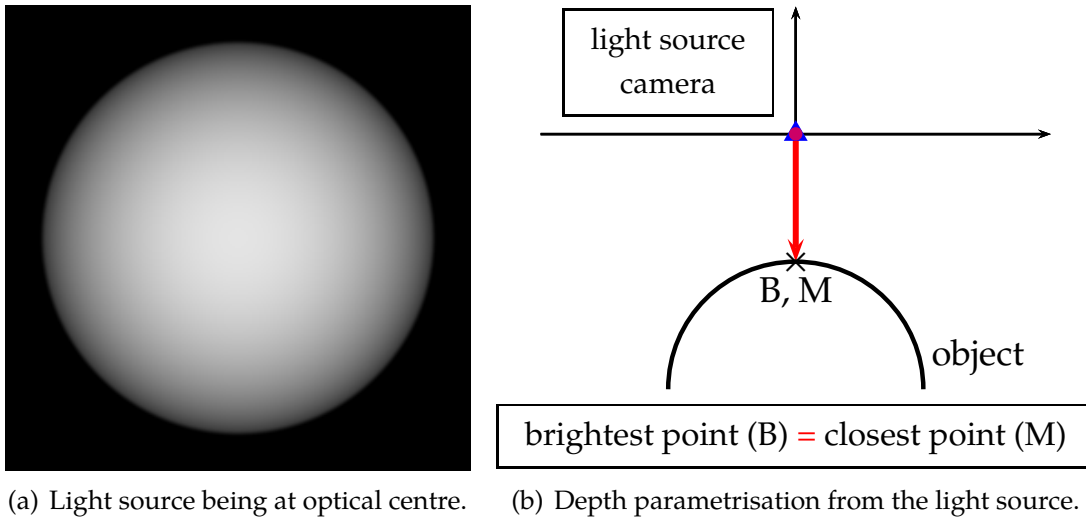 light source
camera
B, M
object
brightest point (B) = closest point (M)
(a) Light source being at optical centre.
(b) Depth parametrisation from the light source.